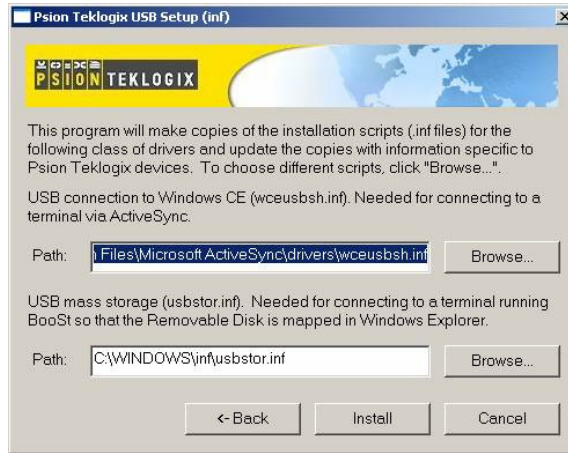 Psion Teklogix USB Setup (inf)
PSION TEKLOGIX
This program will make copies of the installation scripts (.inf files) for the
following class of drivers and update the copies with information specific to
Psion Teklogix devices. To choose different scripts, click "Browse...".
USB connection to Windows CE (wceusbsh.inf). Needed for connecting to a
terminal via ActiveSync.
Path: Files\Microsoft ActiveSync\drivers\wceusbsh.inf Browse...
USB mass storage (usbstor.inf). Needed for connecting to a terminal running
BooSt so that the Removable Disk is mapped in Windows Explorer.
Path: C:\WINDOWS\inf\usbstor.inf Browse...
<- Back Install Cancel